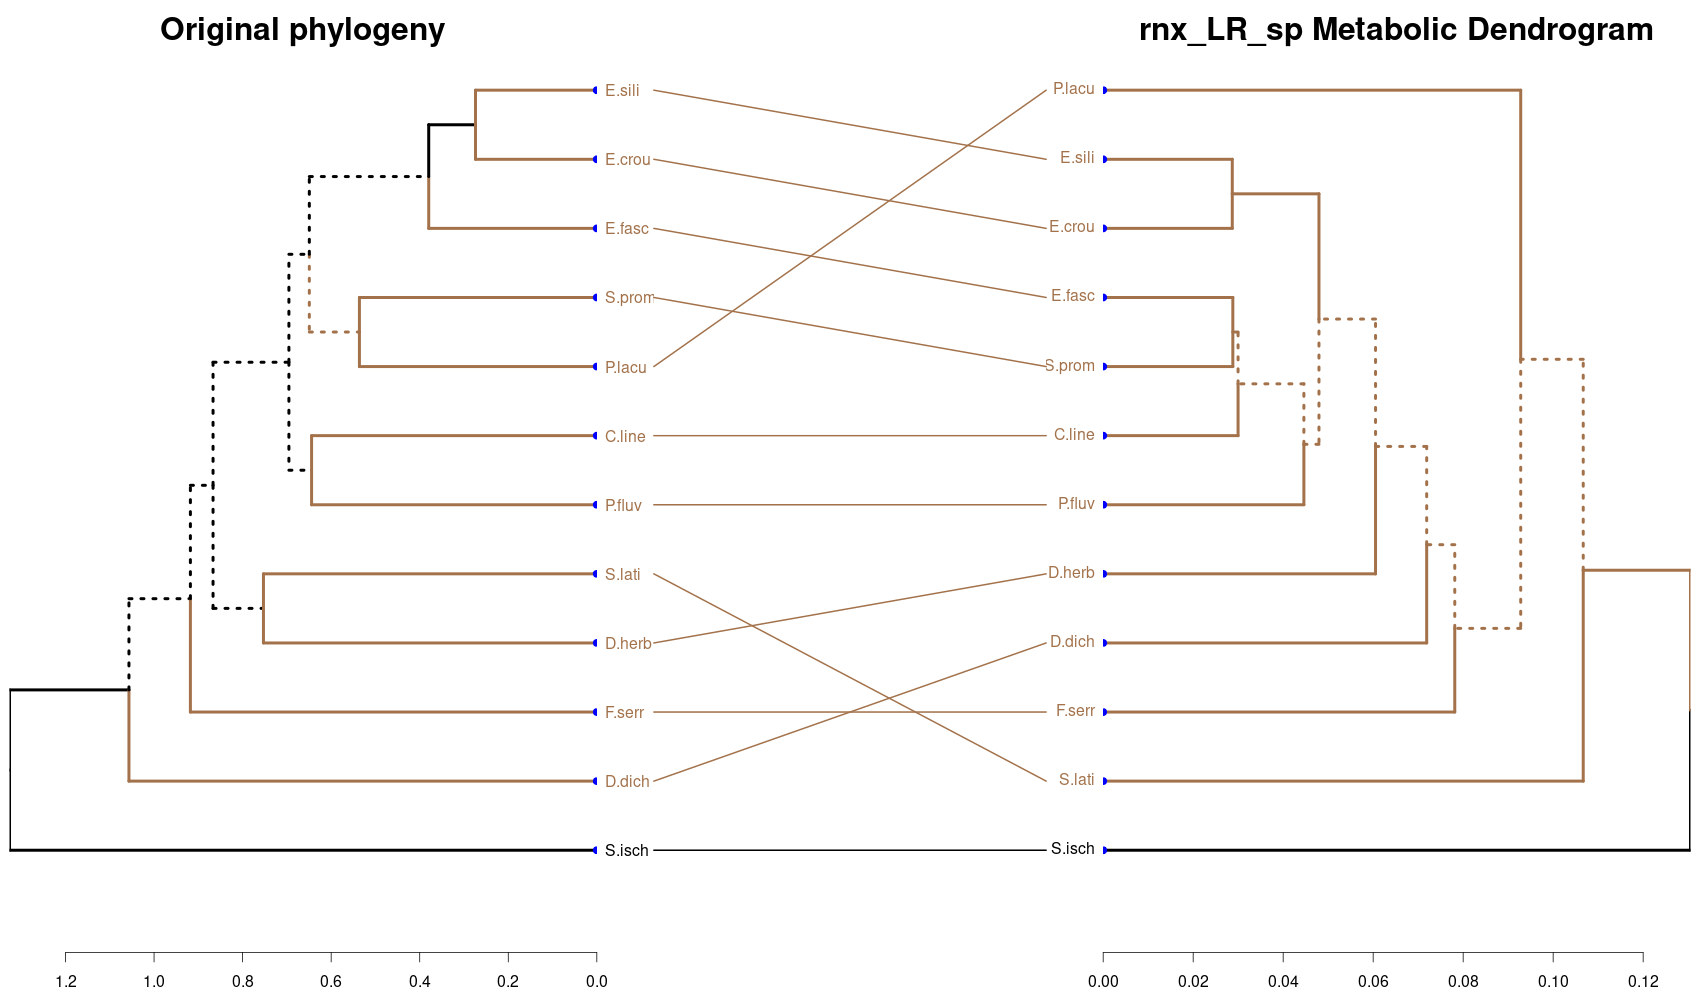 Original phylogeny
rnx_LR_sp Metabolic Dendrogram
E.sili
E.crou
E.fasc
S.prom
P.lacu
C.line
P.fluv
S.lati
D.herb
F.serr
D.dich
S.isch
P.lacu
E.sili
E.crou
E.fasc
S.prom
C.line
P.fluv
D.herb
D.dich
F.serr
S.lati
S.isch
1.2 1.0 0.8 0.6 0.4 0.2 0.0
0.00 0.02 0.04 0.06 0.08 0.10 0.12